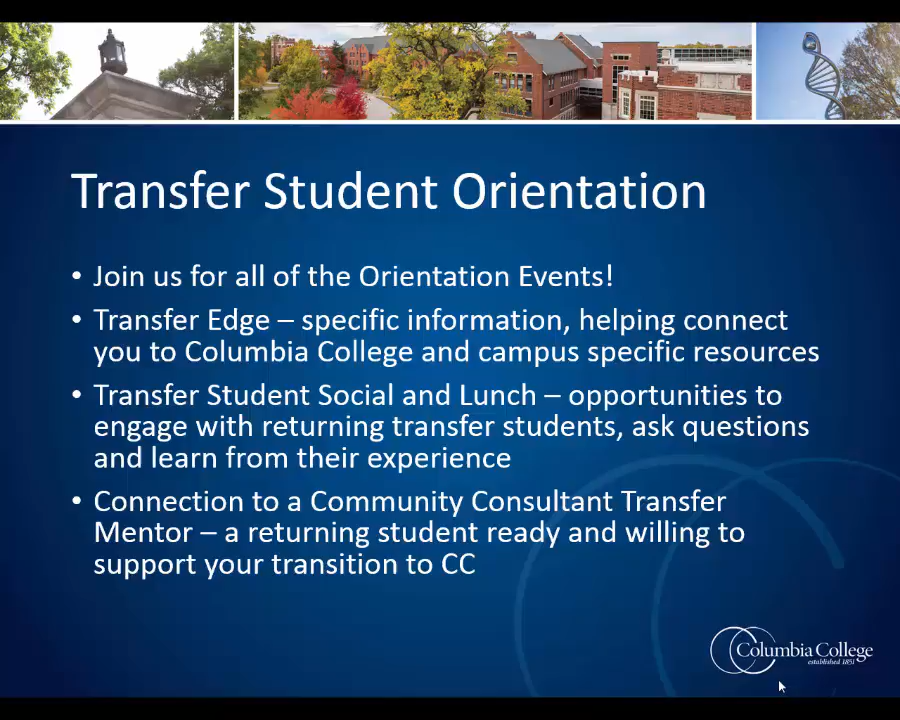 Transfer Student Orientation
• Join us for all of the Orientation Events!
• Transfer Edge – specific information, helping connect
you to Columbia College and campus specific resources
• Transfer Student Social and Lunch – opportunities to
engage with returning transfer students, ask questions
and learn from their experience
• Connection to a Community Consultant Transfer
Mentor – a returning student ready and willing to
support your transition to CC
Columbia College
established 1851